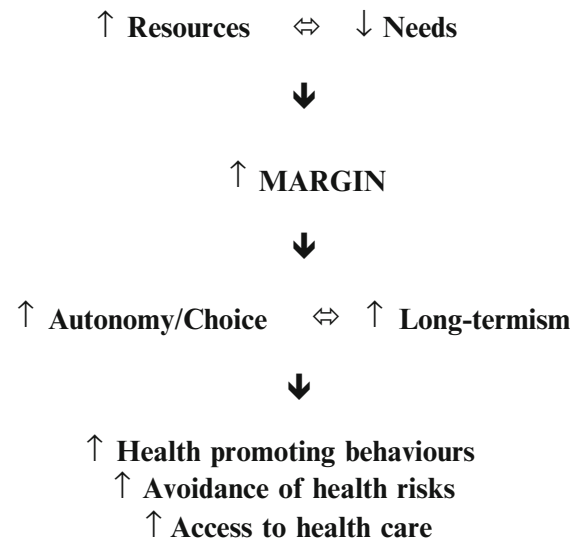 ↑ Resources ⇔ ↓ Needs
↑ MARGIN
↑ Autonomy/Choice ⇔ ↑ Long-termism
↑ Health promoting behaviours
↑ Avoidance of health risks
↑ Access to health care